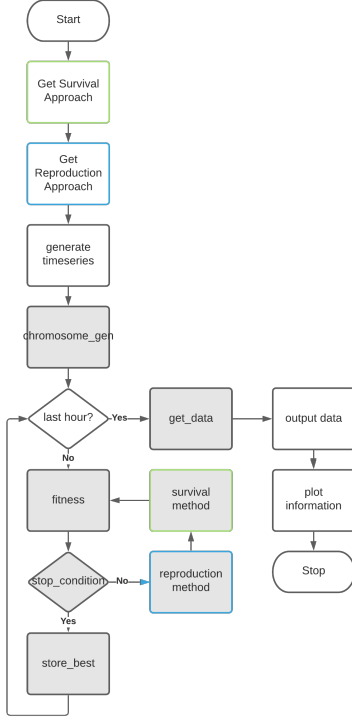 Start
Get Survival
Approach
Get
Reproduction
Approach
generate
timeseries
chromosome_gen
last hour?
Yes
get_data
output data
No
fitness
survival
method
plot
information
stop_condition
No
reproduction
method
Stop
Yes
store_best